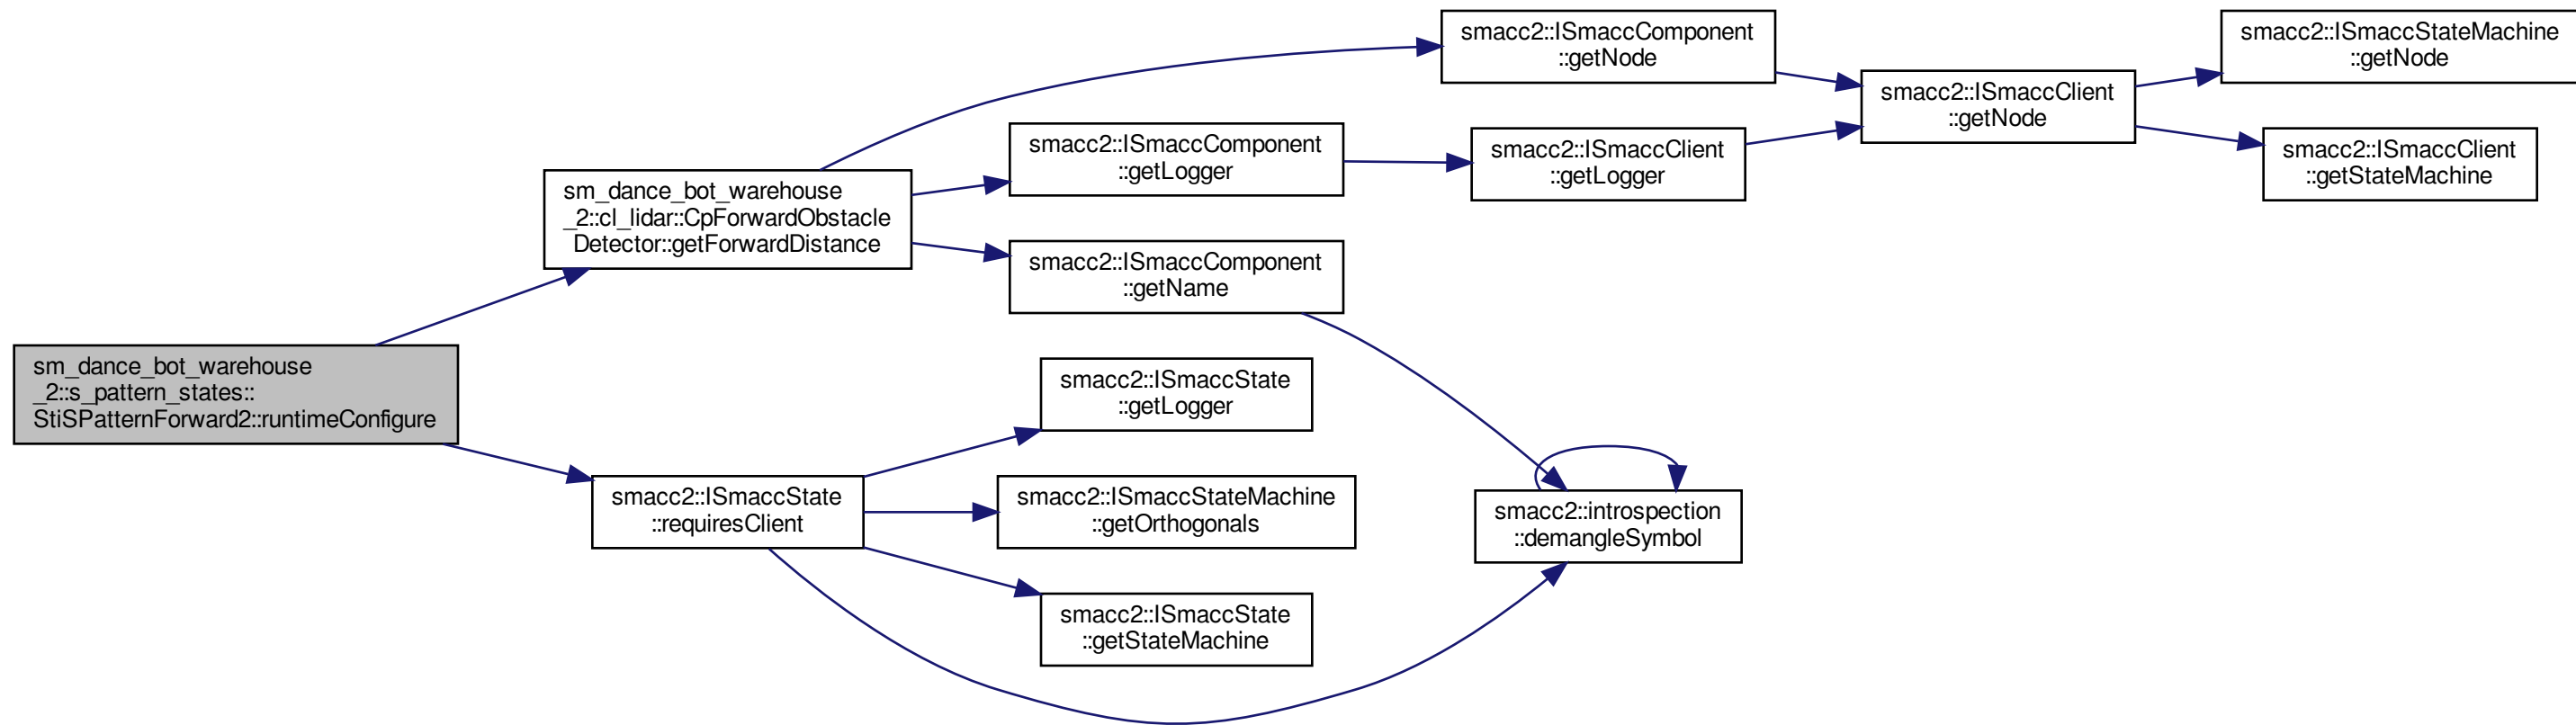 sm_dance_bot_warehouse
_2::s_pattern_states::
StiSPatternForward2::runtimeConfigure
sm_dance_bot_warehouse
_2::cl_lidar::CpForwardObstacle
Detector::getForwardDistance
smacc2::ISmaccState
::requiresClient
smacc2::ISmaccComponent
::getNode
smacc2::ISmaccComponent
::getLogger
smacc2::ISmaccComponent
::getName
smacc2::ISmaccState
::getLogger
smacc2::ISmaccStateMachine
::getOrthogonals
smacc2::ISmaccState
::getStateMachine
smacc2::ISmaccClient
::getLogger
smacc2::introspection
::demangleSymbol
smacc2::ISmaccClient
::getNode
smacc2::ISmaccStateMachine
::getNode
smacc2::ISmaccClient
::getStateMachine